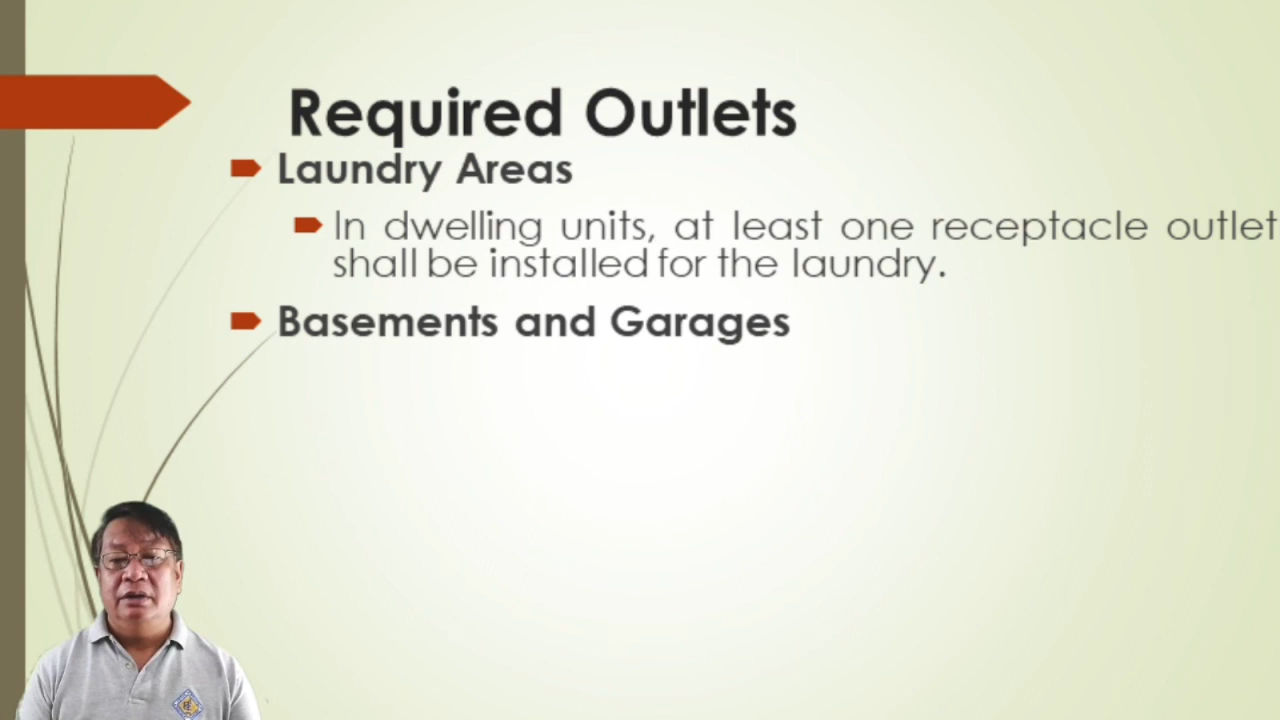 Required Outlets
Laundry Areas
In dwelling units, at least one receptacle outlet
shall be installed for the laundry.
Basements and Garages